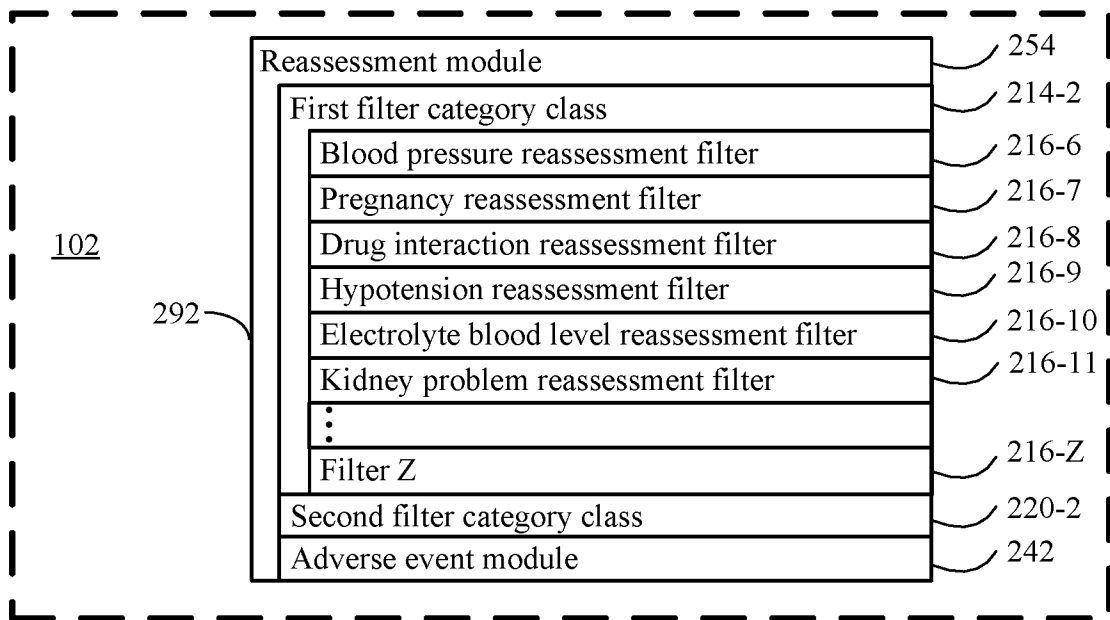 Reassessment module 254
First filter category class 214-2
Blood pressure reassessment filter 216-6
Pregnancy reassessment filter 216-7
102 Drug interaction reassessment filter 216-8
Hypotension reassessment filter 216-9
292 Electrolyte blood level reassessment filter 216-10
Kidney problem reassessment filter 216-11
⋮
Filter Z 216-Z
Second filter category class 220-2
Adverse event module 242